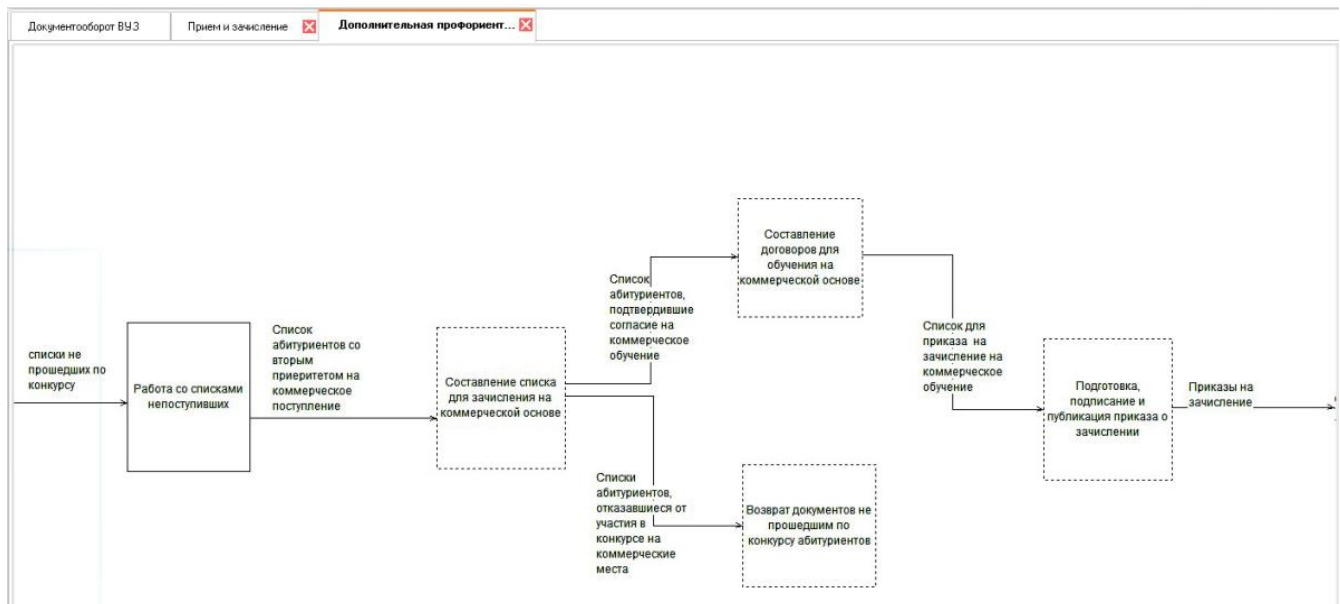 Документооборот ВУЗ
Прием и зачисление
Дополнительная профориент...
списки не
прошедших по
конкурсу
Работа со списками
непоступивших
Список
абитуриентов со
вторым
приеритетом на
коммерческое
поступление
Составление списка
для зачисления на
коммерческой основе
Список
абитуриентов,
подтвердившие
согласие на
коммерческое
обучение
Составление
договоров для
обучения на
коммерческой основе
Списки
абитуриентов,
отказавшиеся от
участия в
конкурсе на
коммерческие
места
Возврат документов не
прошедшим по
конкурсу абитуриентов
Список для
приказа на
зачисление на
коммерческое
обучение
Подготовка,
подписание и
публикация приказа о
зачислении
Приказы на
зачисление